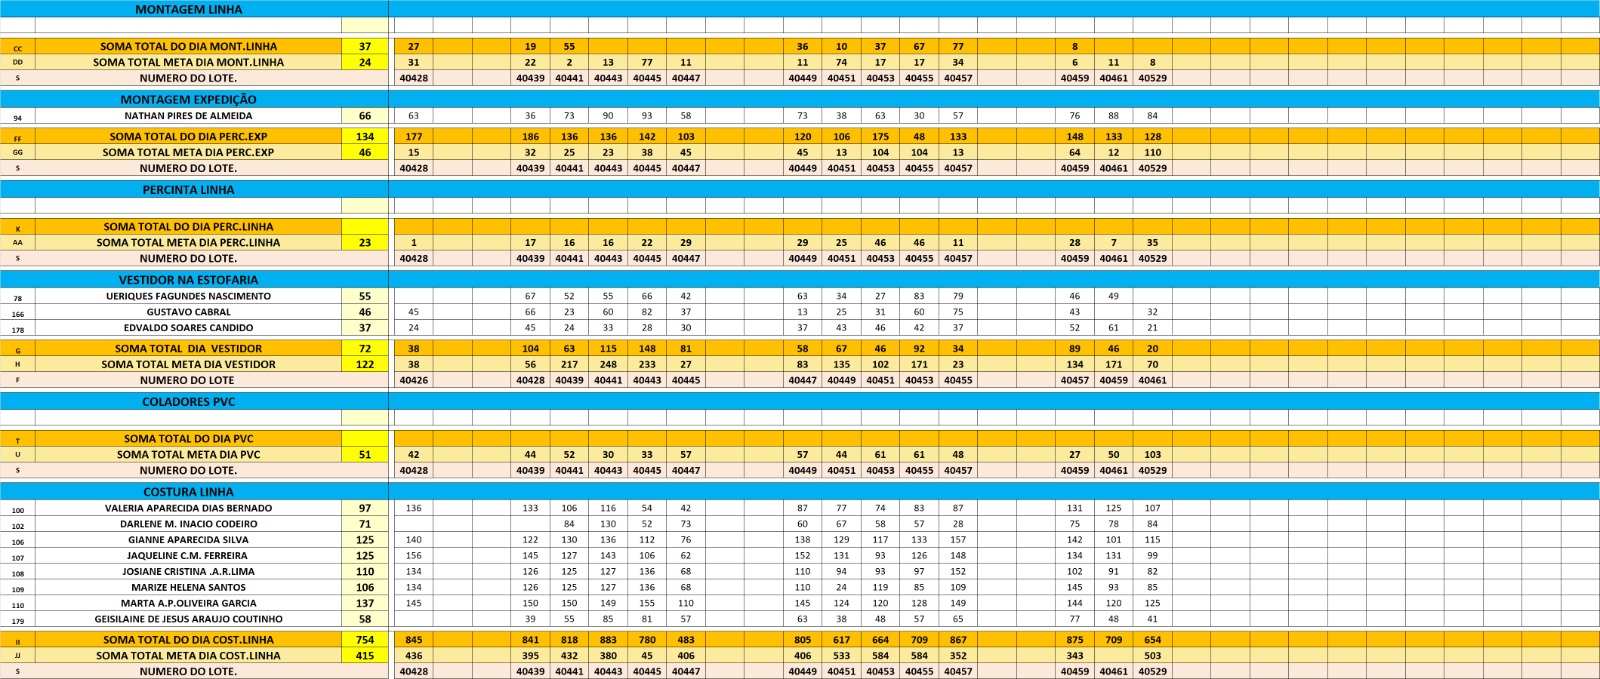 MONTAGEM LINHA
CC SOMA TOTAL DO DIA MONT.LINHA 37 27 19 55 36 10 37 67 77 8
DD SOMA TOTAL META DIA MONT.LINHA 24 31 22 2 13 77 11 11 74 17 17 34 6 11 8
S NUMERO DO LOTE. 40428 40439 40441 40443 40445 40447 40449 40451 40453 40455 40457 40459 40461 40529
MONTAGEM EXPEDIÇÃO
94 NATHAN PIRES DE ALMEIDA 66 63 36 73 90 93 58 73 38 63 30 57 76 88 84
FF SOMA TOTAL DO DIA PERC.EXP 134 177 186 136 136 142 103 120 106 175 48 133 148 133 128
GG SOMA TOTAL META DIA PERC.EXP 46 15 32 25 23 38 45 45 13 104 104 13 64 12 110
S NUMERO DO LOTE. 40428 40439 40441 40443 40445 40447 40449 40451 40453 40455 40457 40459 40461 40529
PERCINTA LINHA
K SOMA TOTAL DO DIA PERC.LINHA
AA SOMA TOTAL META DIA PERC.LINHA 23 1 17 16 16 22 29 29 25 46 46 11 28 7 35
S NUMERO DO LOTE. 40428 40439 40441 40443 40445 40447 40449 40451 40453 40455 40457 40459 40461 40529
VESTIDOR NA ESTOFARIA
78 UERIQUES FAGUNDES NASCIMENTO 55 67 52 55 66 42 63 34 27 83 79 46 49
166 GUSTAVO CABRAL 46 45 66 23 60 82 37 13 25 31 60 75 43 32
178 EDVALDO SOARES CANDIDO 37 24 45 24 33 28 30 37 43 46 42 37 52 61 21
G SOMA TOTAL DIA VESTIDOR 72 38 104 63 115 148 81 58 67 46 92 34 89 46 20
H SOMA TOTAL META DIA VESTIDOR 122 38 56 217 248 233 27 83 135 102 171 23 134 171 70
F NUMERO DO LOTE 40426 40428 40439 40441 40443 40445 40447 40449 40451 40453 40455 40457 40459 40461
COLADORES PVC
T SOMA TOTAL DO DIA PVC
U SOMA TOTAL META DIA PVC 51 42 44 52 30 33 57 57 44 61 61 48 27 50 103
S NUMERO DO LOTE. 40428 40439 40441 40443 40445 40447 40449 40451 40453 40455 40457 40459 40461 40529
COSTURA LINHA
100 VALERIA APARECIDA DIAS BERNADO 97 136 133 106 116 54 42 87 77 74 83 87 131 125 107
102 DARLENE M. INACIO CODEIRO 71 84 130 52 73 60 67 58 57 28 75 78 84
106 GIANNE APARECIDA SILVA 125 140 122 130 136 112 76 138 129 117 133 157 142 101 115
107 JAQUELINE C.M. FERREIRA 125 156 145 127 143 106 62 152 131 93 126 148 134 131 99
108 JOSIANE CRISTINA .A.R.LIMA 110 134 126 125 127 136 68 110 94 93 97 152 102 91 82
109 MARIZE HELENA SANTOS 106 134 126 125 127 136 68 110 24 119 85 109 145 93 85
110 MARTA A.P.OLIVEIRA GARCIA 137 145 150 150 149 155 110 145 124 120 128 149 144 120 125
179 GEISILAINE DE JESUS ARAUJO COUTINHO 58 39 55 85 81 57 63 38 48 57 65 77 48 41
II SOMA TOTAL DO DIA COST.LINHA 754 845 841 818 883 780 483 805 617 664 709 867 875 709 654
JJ SOMA TOTAL META DIA COST.LINHA 415 436 395 432 380 45 406 406 533 584 584 352 343 503
S NUMERO DO LOTE. 40428 40439 40441 40443 40445 40447 40449 40451 40453 40455 40457 40459 40461 40529